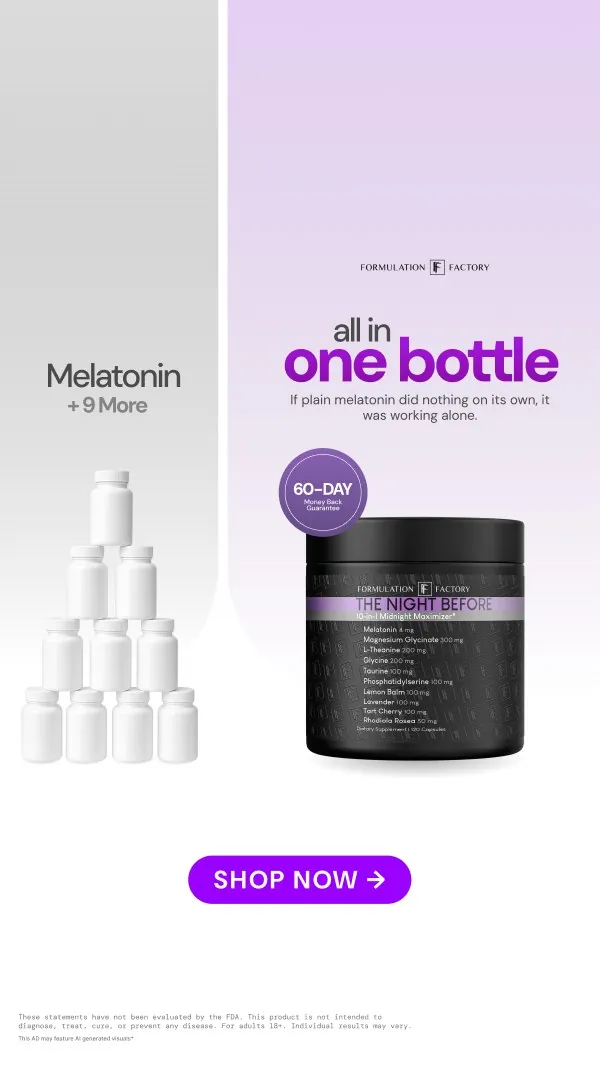 FORMULATION F FACTORY
Melatonin
+ 9 More
all in
one bottle
If plain melatonin did nothing on its own, it
was working alone.
60-DAY
Money Back
Guarantee
FORMULATION F FACTORY
THE NIGHT BEFORE
10-in-1 Midnight Maximizer*
Melatonin 4 mg
Magnesium Glycinate 300 mg
L-Theanine 200 mg
Glycine 200 mg
Taurine 100 mg
Phosphatidylserine 100 mg
Lemon Balm 100 mg
Lavender 100 mg
Tart Cherry 100 mg
Rhodiola Rosea 50 mg
Dietary Supplement | 120 Capsules
SHOP NOW →
These statements have not been evaluated by the FDA. This product is not intended to
diagnose, treat, cure, or prevent any disease. For adults 18+. Individual results may vary.
This AD may feature AI generated visuals*